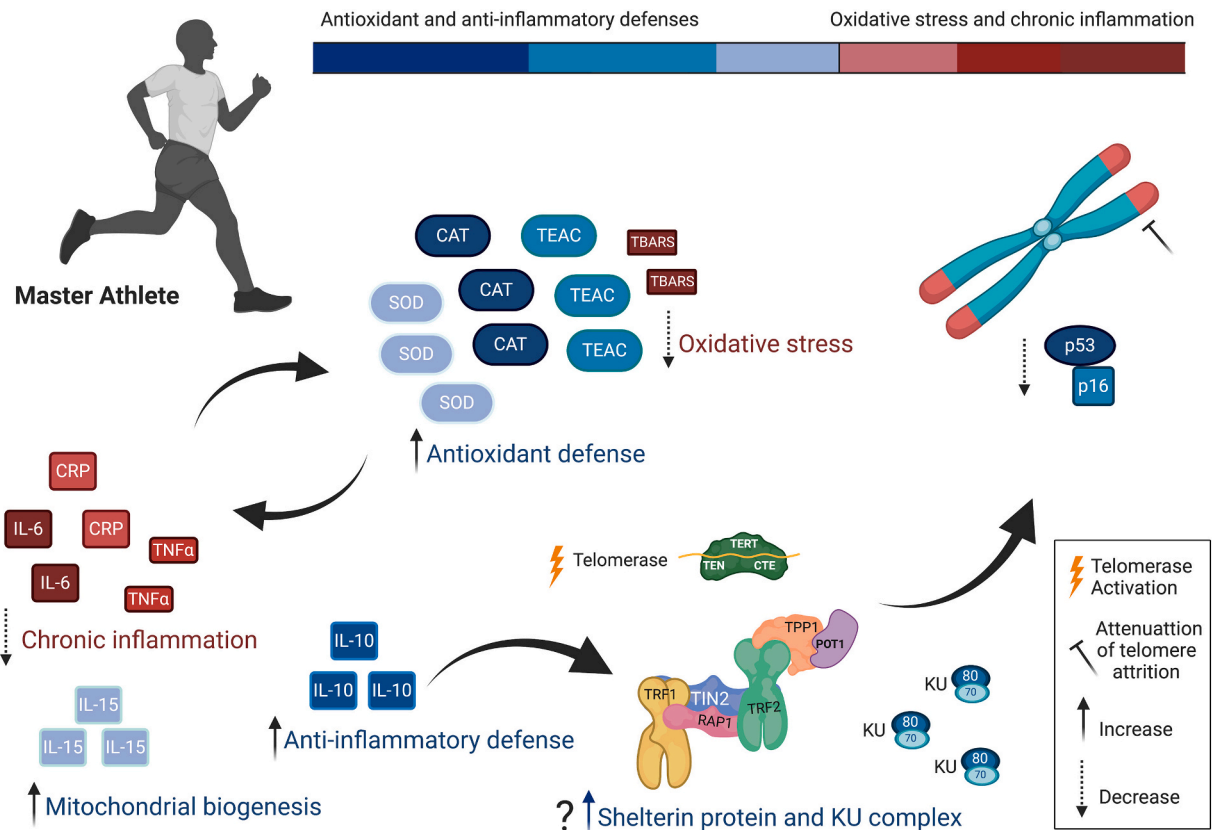 Antioxidant and anti-inflammatory defenses
Oxidative stress and chronic inflammation
Master Athlete
CAT
TEAC
TBARS
SOD
CAT
TEAC
TBARS
SOD
CAT
TEAC
SOD
Oxidative stress
Antioxidant defense
p53
p16
CRP
IL-6
CRP
TNFα
IL-6
TNFα
Chronic inflammation
IL-15
IL-15
IL-15
Mitochondrial biogenesis
IL-10
IL-10
IL-10
Anti-inflammatory defense
Telomerase
TERT
TEN
CTE
TPP1
POT1
TRF1
TIN2
RAP1
TRF2
KU
80
70
KU
80
70
KU
80
70
? Shelterin protein and KU complex
Telomerase
Activation
Attenuattion
of telomere
attrition
Increase
Decrease